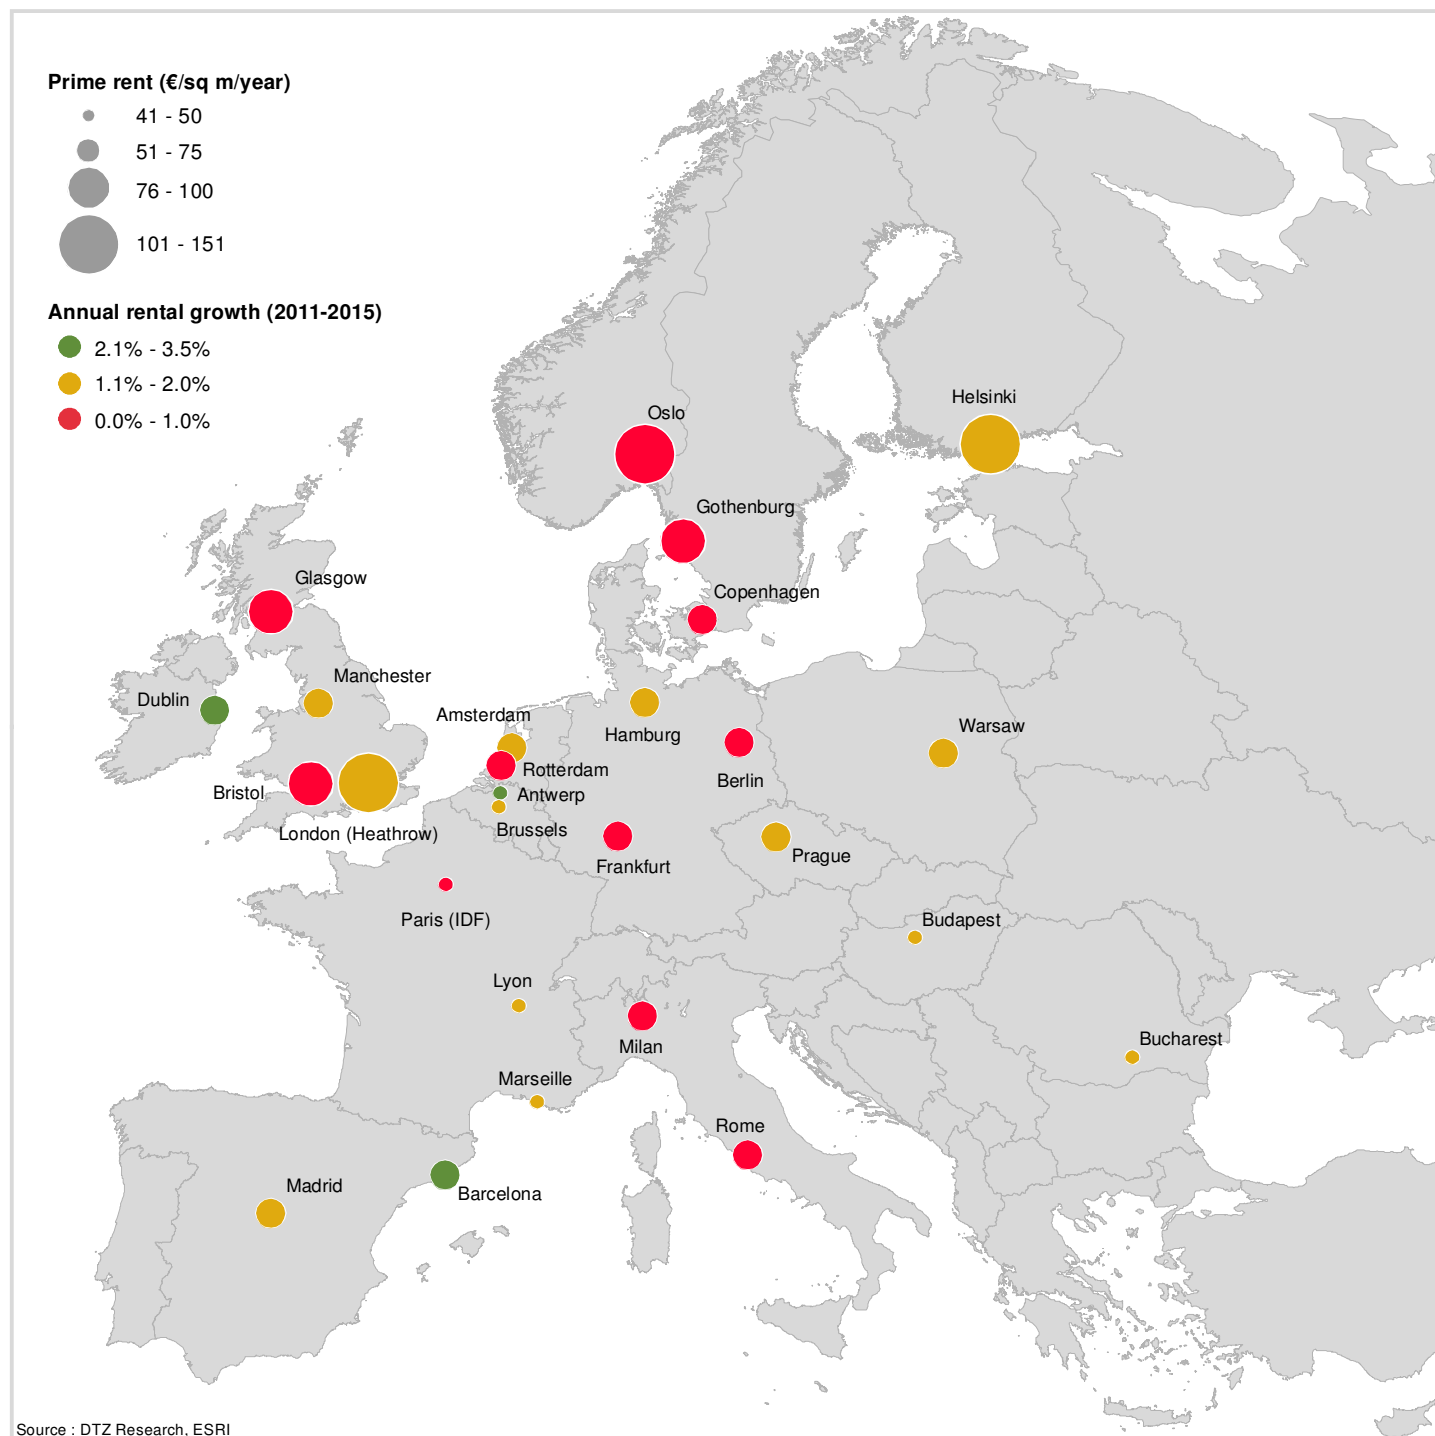 Prime rent (€/sq m/year)
41 - 50
51 - 75
76 - 100
101 - 151
Annual rental growth (2011-2015)
2.1% - 3.5%
1.1% - 2.0%
0.0% - 1.0%
Helsinki
Oslo
Gothenburg
Glasgow
Copenhagen
Manchester
Dublin
Amsterdam
Hamburg
Warsaw
Rotterdam
Berlin
Bristol
Antwerp
London (Heathrow)
Brussels
Prague
Frankfurt
Paris (IDF)
Budapest
Lyon
Bucharest
Milan
Marseille
Rome
Madrid
Barcelona
Source : DTZ Research, ESRI